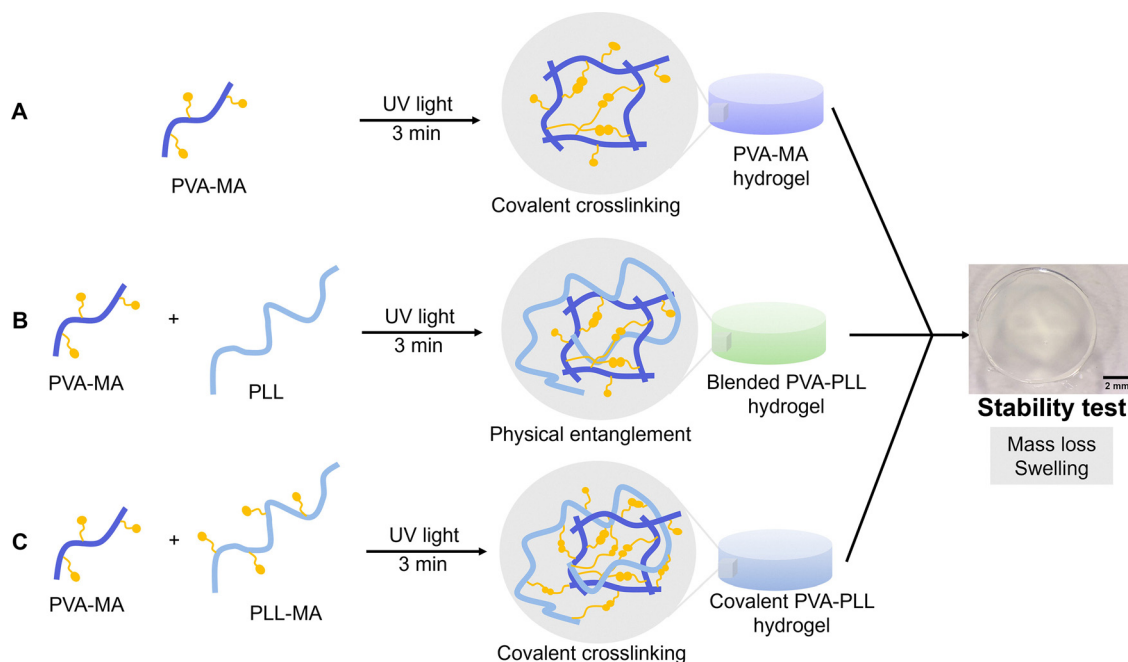 A
PVA-MA
UV light
3 min
Covalent crosslinking
PVA-MA
hydrogel
B
PVA-MA
+
PLL
UV light
3 min
Physical entanglement
Blended PVA-PLL
hydrogel
C
PVA-MA
+
PLL-MA
UV light
3 min
Covalent crosslinking
Covalent PVA-PLL
hydrogel
2 mm
Stability test
Mass loss
Swelling